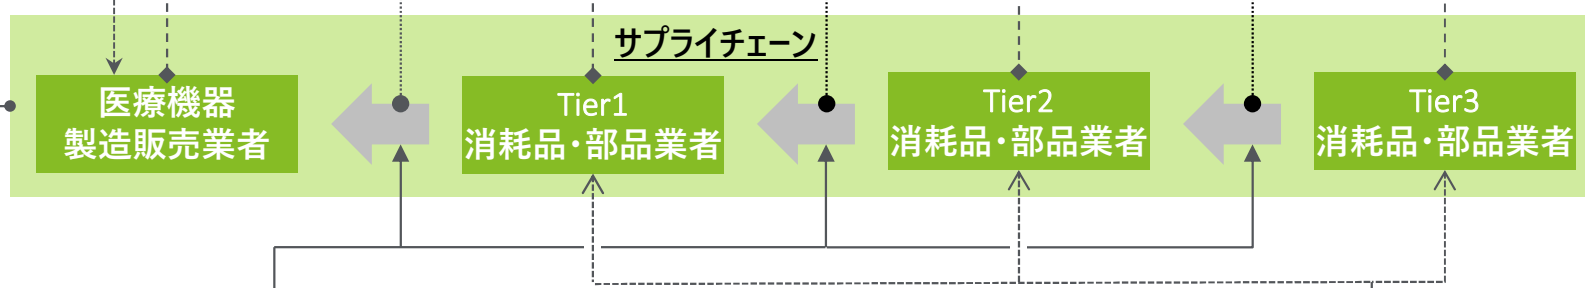 サプライチェーン
医療機器
製造販売業者
Tier1
消耗品・部品業者
Tier2
消耗品・部品業者
Tier3
消耗品・部品業者